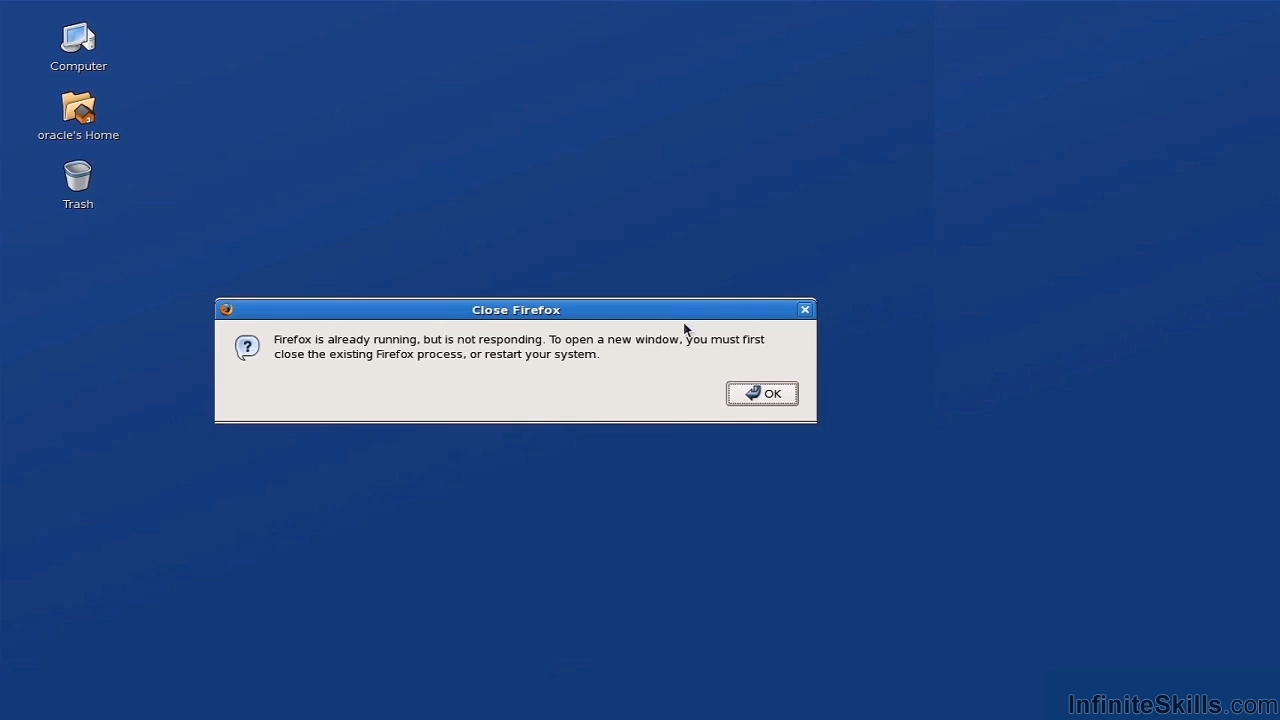 Computer
oracle's Home
Trash
Close Firefox
Firefox is already running, but is not responding. To open a new window, you must first
close the existing Firefox process, or restart your system.
OK
InfiniteSkills.com